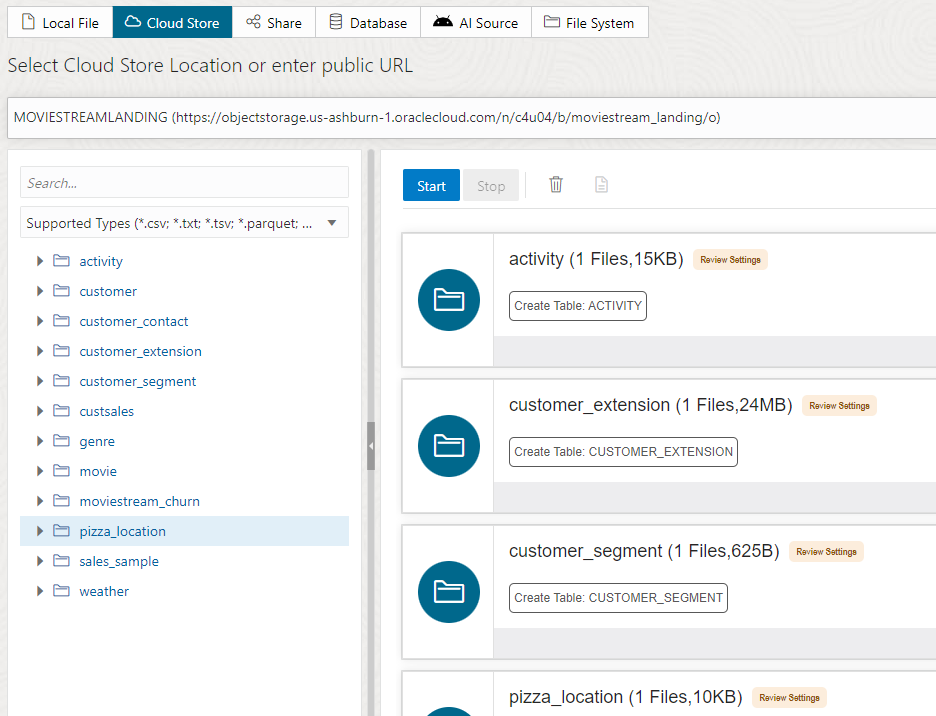 Local File
Cloud Store
Share
Database
AI Source
File System
Select Cloud Store Location or enter public URL
MOVIESTREAMLANDING (https://objectstorage.us-ashburn-1.oraclecloud.com/n/c4u04/b/moviestream_landing/o)
Search...
Supported Types (*.csv; *.txt; *.tsv; *.parquet; ...
activity
customer
customer_contact
customer_extension
customer_segment
custsales
genre
movie
moviestream_churn
pizza_location
sales_sample
weather
Start
Stop
activity (1 Files,15KB) Review Settings
Create Table: ACTIVITY
customer_extension (1 Files,24MB) Review Settings
Create Table: CUSTOMER_EXTENSION
customer_segment (1 Files,625B) Review Settings
Create Table: CUSTOMER_SEGMENT
pizza_location (1 Files,10KB) Review Settings